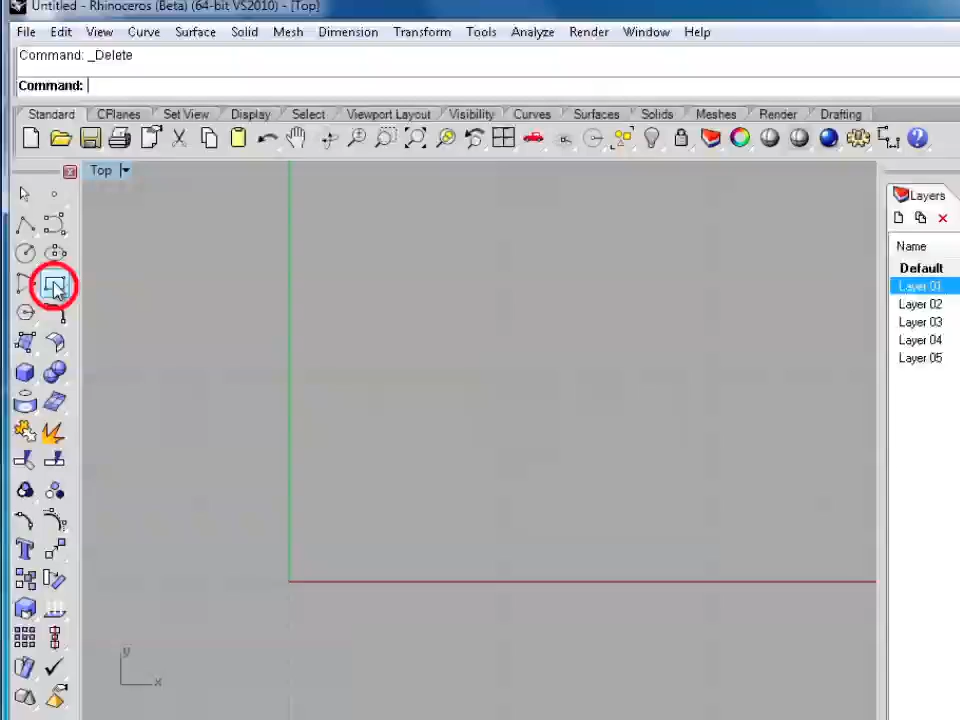 Untitled - Rhinoceros (Beta) (64-bit VS2010) - [Top]
File Edit View Curve Surface Solid Mesh Dimension Transform Tools Analyze Render Window Help
Command: _Delete
Command:
Standard CPlanes Set View Display Select Viewport Layout Visibility Curves Surfaces Solids Meshes Render Drafting
Top
Layers
Name
Default
Layer 01
Layer 02
Layer 03
Layer 04
Layer 05
y
x